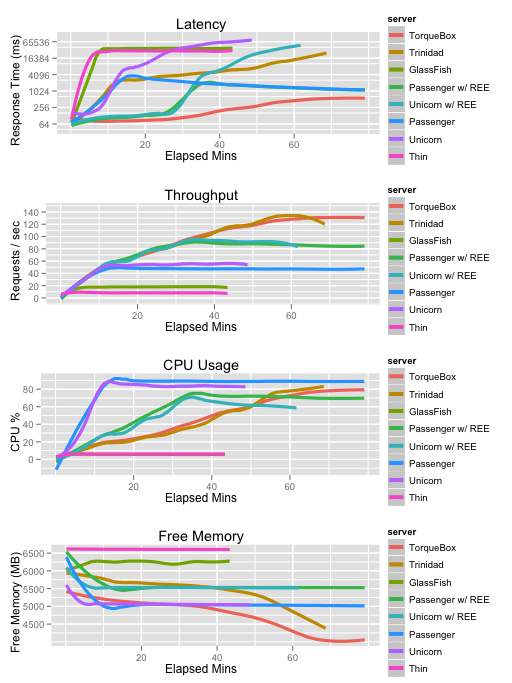 Latency
Response Time (ms)
65536
16384
4096
1024
256
64
20
40
60
Elapsed Mins
server
TorqueBox
Trinidad
GlassFish
Passenger w/ REE
Unicorn w/ REE
Passenger
Unicorn
Thin
Throughput
Requests / sec
140
120
100
80
60
40
20
0
20
40
60
Elapsed Mins
server
TorqueBox
Trinidad
GlassFish
Passenger w/ REE
Unicorn w/ REE
Passenger
Unicorn
Thin
CPU Usage
CPU %
80
60
40
20
0
20
40
60
Elapsed Mins
server
TorqueBox
Trinidad
GlassFish
Passenger w/ REE
Unicorn w/ REE
Passenger
Unicorn
Thin
Free Memory
Free Memory (MB)
6500
6000
5500
5000
4500
20
40
60
Elapsed Mins
server
TorqueBox
Trinidad
GlassFish
Passenger w/ REE
Unicorn w/ REE
Passenger
Unicorn
Thin